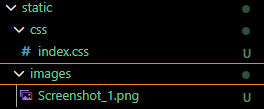 static
css
# index.css U
images
Screenshot_1.png U